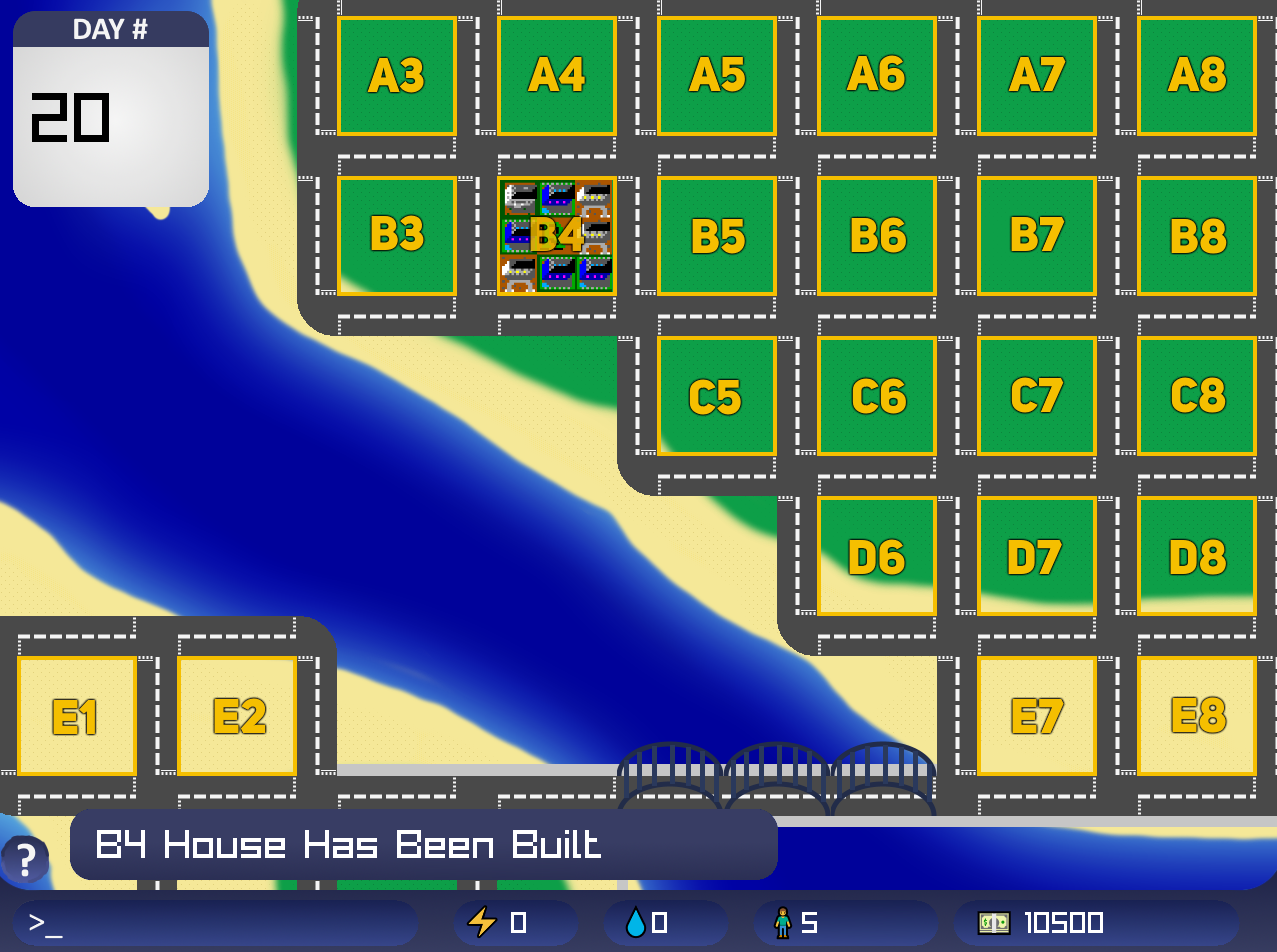 DAY #
20
A3 A4 A5 A6 A7 A8
B3 B4 B5 B6 B7 B8
C5 C6 C7 C8
D6 D7 D8
E1 E2 E7 E8
B4 House Has Been Built
?
>_ 0 0 5 10500